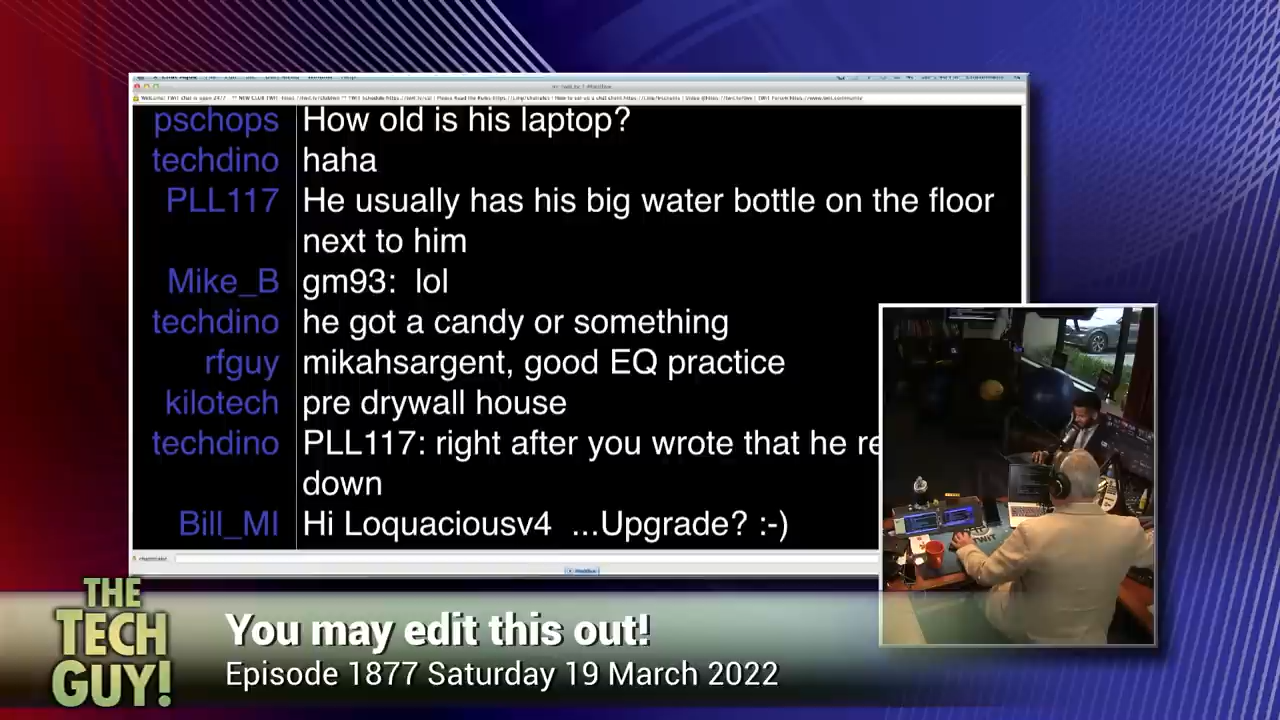 pschops How old is his laptop?
techdino haha
PLL117 He usually has his big water bottle on the floor
next to him
Mike_B gm93: lol
techdino he got a candy or something
rfguy mikahsargent, good EQ practice
kilotech pre drywall house
techdino PLL117: right after you wrote that he re
down
Bill_MI Hi Loquaciousv4 ...Upgrade? :-)
THE
TECH
GUY!
You may edit this out!
Episode 1877 Saturday 19 March 2022